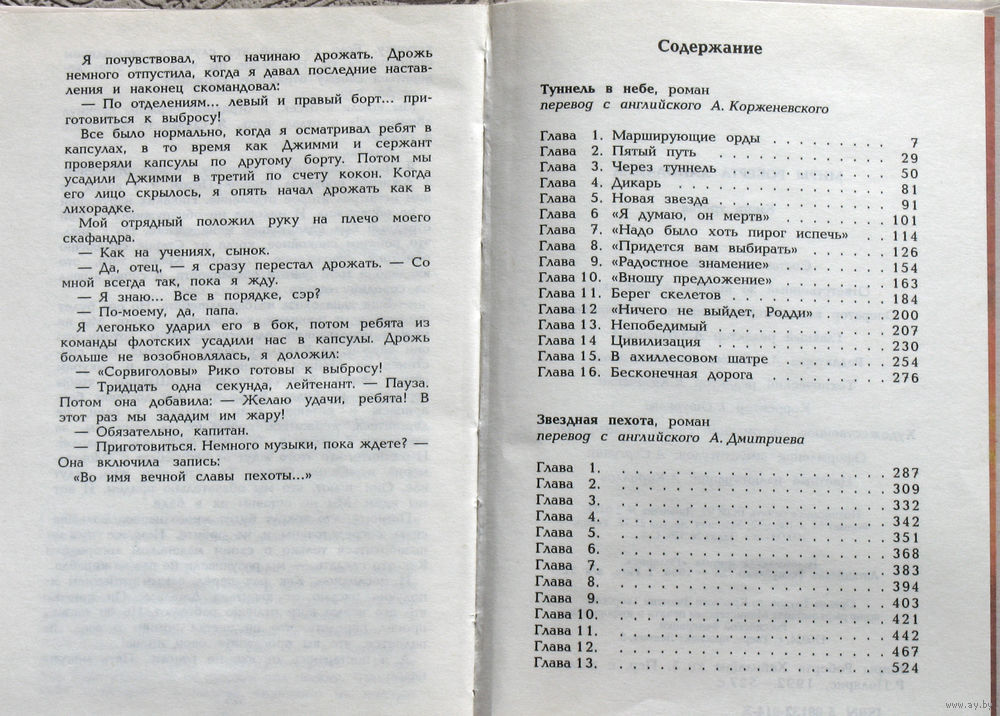 Я почувствовал, что начинаю дрожать. Дрожь
немного отпустила, когда я давал последние настав-
ления и наконец скомандовал:
— По отделениям... левый и правый борт... при-
готовиться к выбросу!
Все было нормально, когда я осматривал ребят в
капсулах, в то время как Джимми и сержант
проверяли капсулы по другому борту. Потом мы
усадили Джимми в третий по счету кокон. Когда
его лицо скрылось, я опять начал дрожать как в
лихорадке.
Мой отрядный положил руку на плечо моего
скафандра.
— Как на учениях, сынок.
— Да, отец, — я сразу перестал дрожать. — Со
мной всегда так, пока я жду.
— Я знаю... Все в порядке, сэр?
— По-моему, да, папа.
Я легонько ударил его в бок, потом ребята из
команды флотских усадили нас в капсулы. Дрожь
больше не возобновлялась, я доложил:
— «Сорвиголовы» Рико готовы к выбросу!
— Тридцать одна секунда, лейтенант. — Пауза.
Потом она добавила: — Желаю удачи, ребята! В
этот раз мы зададим им жару!
— Обязательно, капитан.
— Приготовиться. Немного музыки, пока ждете? —
Она включила запись:
«Во имя вечной славы пехоты...»
Содержание
Туннель в небе, роман
перевод с английского А. Корженевского
Глава 1. Марширующие орды . . . . . . . . . 7
Глава 2. Пятый путь . . . . . . . . . . . 29
Глава 3. Через туннель . . . . . . . . . . 50
Глава 4. Дикарь . . . . . . . . . . . . 81
Глава 5. Новая звезда . . . . . . . . . . 91
Глава 6 «Я думаю, он мертв» . . . . . . . 101
Глава 7. «Надо было хоть пирог испечь» . . 114
Глава 8. «Придется вам выбирать» . . . . . 126
Глава 9. «Радостное знамение» . . . . . . . 154
Глава 10. «Вношу предложение» . . . . . . . 163
Глава 11. Берег скелетов . . . . . . . . . 184
Глава 12 «Ничего не выйдет, Родди» . . . . 200
Глава 13. Непобедимый . . . . . . . . . . 207
Глава 14 Цивилизация . . . . . . . . . . 230
Глава 15. В ахиллесовом шатре . . . . . . . 254
Глава 16. Бесконечная дорога . . . . . . . 276
Звездная пехота, роман
перевод с английского А. Дмитриева
Глава 1. . . . . . . . . . . . . . . . 287
Глава 2. . . . . . . . . . . . . . . . 309
Глава 3. . . . . . . . . . . . . . . . 332
Глава 4. . . . . . . . . . . . . . . . 342
Глава 5. . . . . . . . . . . . . . . . 351
Глава 6. . . . . . . . . . . . . . . . 368
Глава 7. . . . . . . . . . . . . . . . 383
Глава 8. . . . . . . . . . . . . . . . 394
Глава 9. . . . . . . . . . . . . . . . 403
Глава 10. . . . . . . . . . . . . . . . 421
Глава 11. . . . . . . . . . . . . . . . 442
Глава 12. . . . . . . . . . . . . . . . 467
Глава 13. . . . . . . . . . . . . . . . 524
www.ay.by